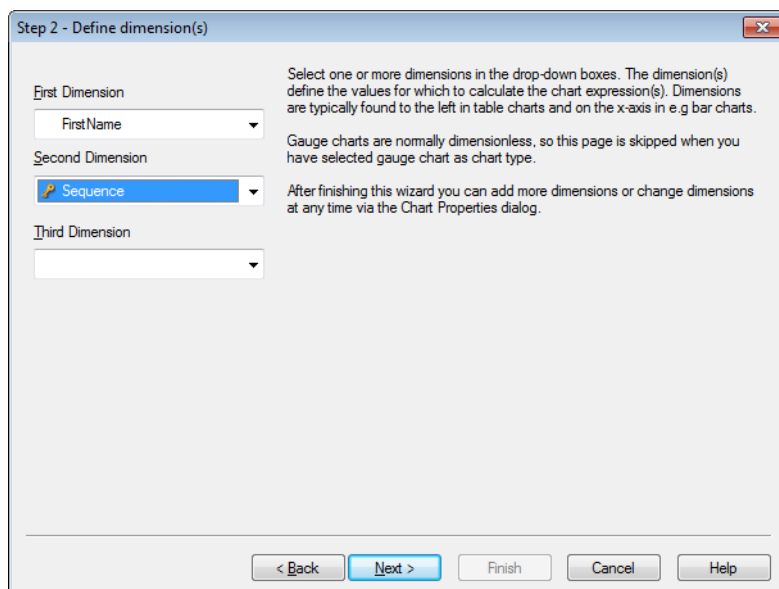 Step 2 - Define dimension(s)
First Dimension
FirstName
Second Dimension
Sequence
Third Dimension
Select one or more dimensions in the drop-down boxes. The dimension(s)
define the values for which to calculate the chart expression(s). Dimensions
are typically found to the left in table charts and on the x-axis in e.g bar charts.
Gauge charts are normally dimensionless, so this page is skipped when you
have selected gauge chart as chart type.
After finishing this wizard you can add more dimensions or change dimensions
at any time via the Chart Properties dialog.
< Back
Next >
Finish
Cancel
Help